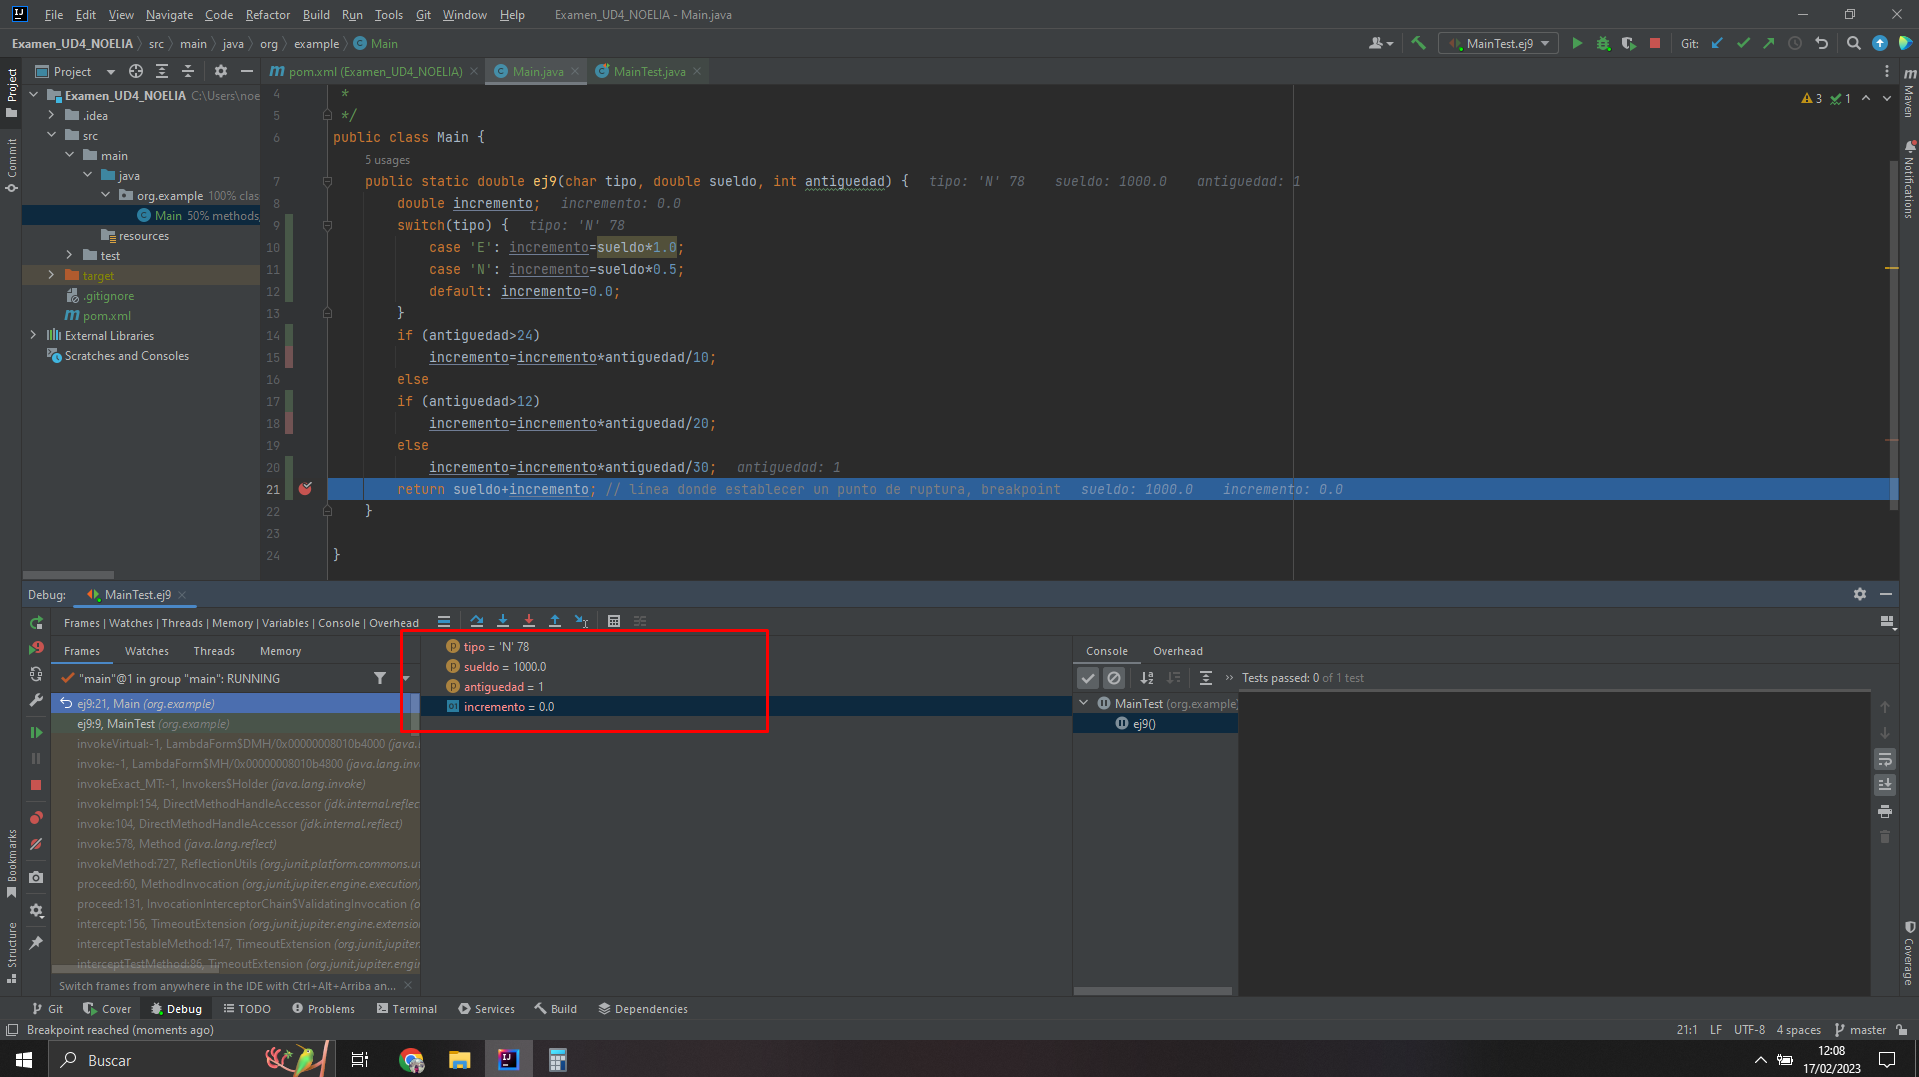 File Edit View Navigate Code Refactor Build Run Tools Git Window Help Examen_UD4_NOELIA - Main.java
Examen_UD4_NOELIA src main java org example Main MainTest.ej9 Git:
Project pom.xml (Examen_UD4_NOELIA) Main.java MainTest.java
Project
Commit
Bookmarks
Structure
Examen_UD4_NOELIA C:\Users\noe
.idea
src
main
java
org.example 100% clas
Main 50% methods,
resources
test
target
.gitignore
pom.xml
External Libraries
Scratches and Consoles
3 1
4 *
5 */
6 public class Main {
5 usages
7 public static double ej9(char tipo, double sueldo, int antiguedad) { tipo: 'N' 78 sueldo: 1000.0 antiguedad: 1
8 double incremento; incremento: 0.0
9 switch(tipo) { tipo: 'N' 78
10 case 'E': incremento=sueldo*1.0;
11 case 'N': incremento=sueldo*0.5;
12 default: incremento=0.0;
13 }
14 if (antiguedad>24)
15 incremento=incremento*antiguedad/10;
16 else
17 if (antiguedad>12)
18 incremento=incremento*antiguedad/20;
19 else
20 incremento=incremento*antiguedad/30; antiguedad: 1
21 return sueldo+incremento; // linea donde establecer un punto de ruptura, breakpoint sueldo: 1000.0 incremento: 0.0
22 }
23
24 }
Maven
Notifications
Coverage
Debug: MainTest.ej9
Frames | Watches | Threads | Memory | Variables | Console | Overhead
Frames Watches Threads Memory
"main"@1 in group "main": RUNNING
ej9:21, Main (org.example)
ej9:9, MainTest (org.example)
invokeVirtual:-1, LambdaForm$DMH/0x00000008010b4000 (java.
invoke:-1, LambdaForm$MH/0x00000008010b4800 (java.lang.inv
invokeExact_MT:-1, Invokers$Holder (java.lang.invoke)
invokeImpl:154, DirectMethodHandleAccessor (jdk.internal.reflec
invoke:104, DirectMethodHandleAccessor (jdk.internal.reflect)
invoke:578, Method (java.lang.reflect)
invokeMethod:727, ReflectionUtils (org.junit.platform.commons.ut
proceed:60, MethodInvocation (org.junit.jupiter.engine.execution)
proceed:131, InvocationInterceptorChain$ValidatingInvocation (o
intercept:156, TimeoutExtension (org.junit.jupiter.engine.extensio
interceptTestableMethod:147, TimeoutExtension (org.junit.jupiter.
interceptTestMethod:86, TimeoutExtension (org.junit.jupiter.engi
Switch frames from anywhere in the IDE with Ctrl+Alt+Arriba an...
tipo = 'N' 78
sueldo = 1000.0
antiguedad = 1
incremento = 0.0
Console Overhead
Tests passed: 0 of 1 test
MainTest (org.example
ej9()
Git Cover Debug TODO Problems Terminal Services Build Dependencies
Breakpoint reached (moments ago) 21:1 LF UTF-8 4 spaces master
Buscar
12:08
17/02/2023